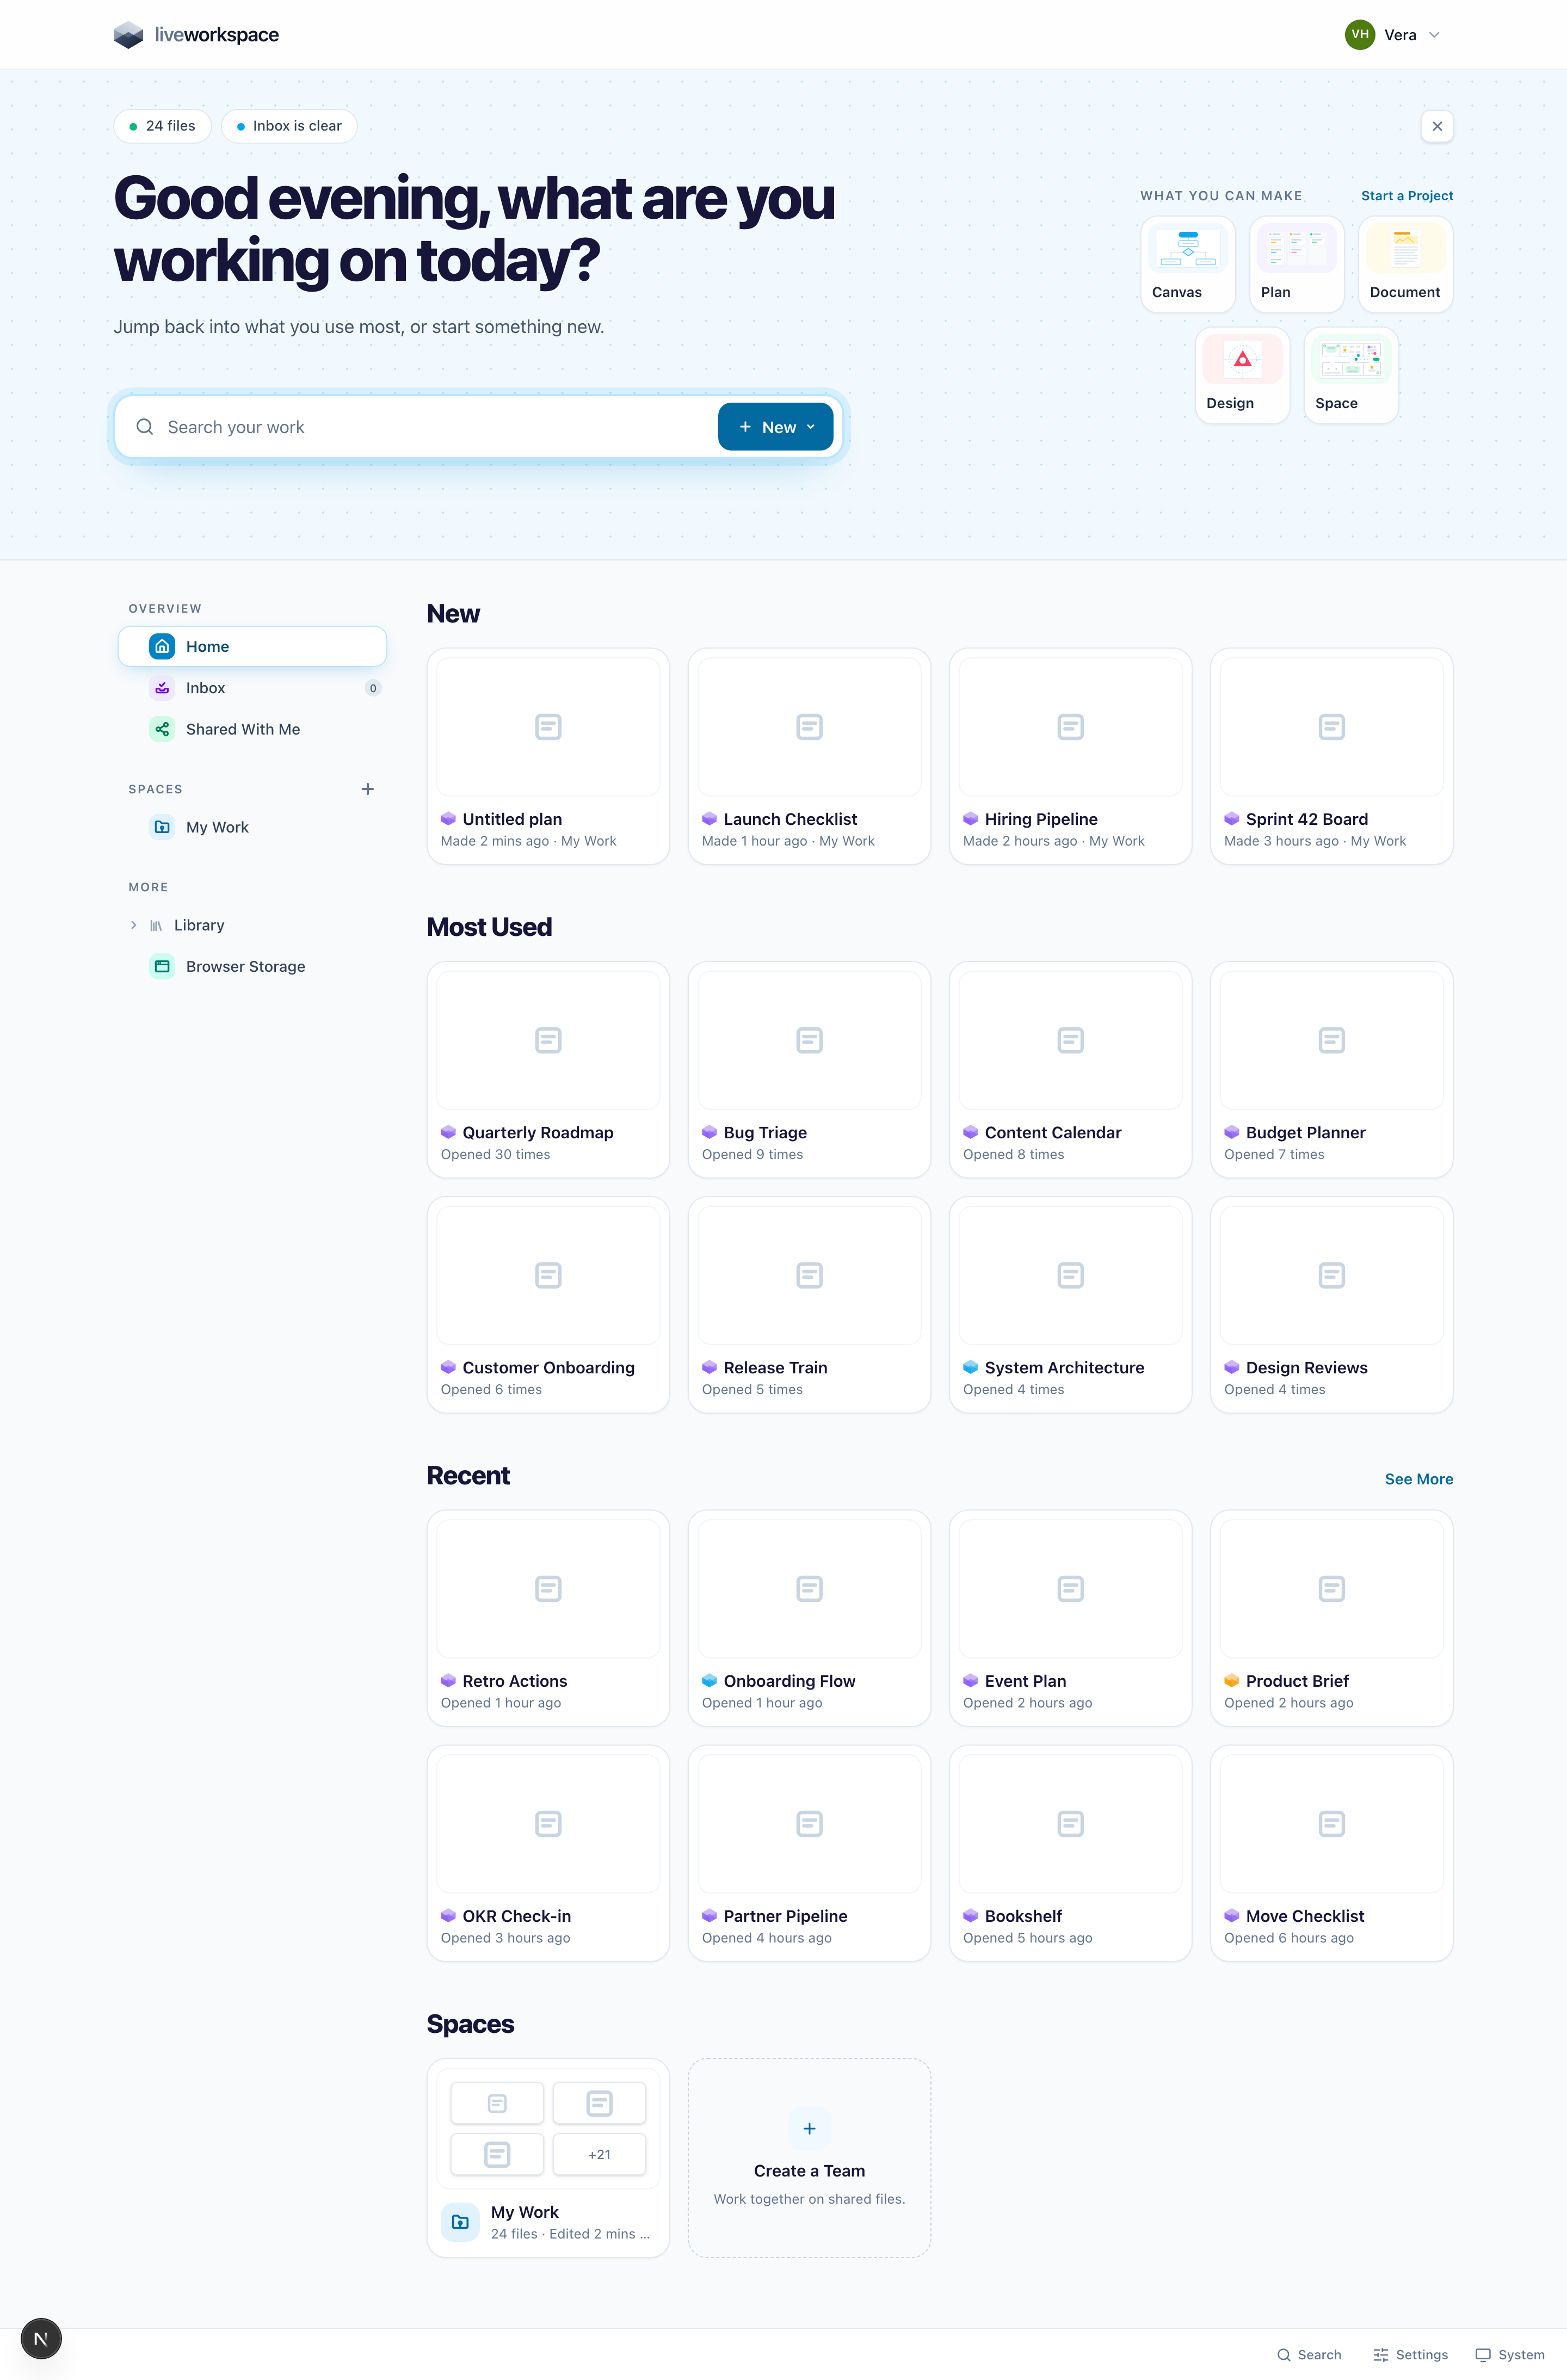 liveworkspace
VH Vera
24 files
Inbox is clear
Good evening, what are you
working on today?
Jump back into what you use most, or start something new.
Search your work
+ New
WHAT YOU CAN MAKE
Start a Project
Canvas
Plan
Document
Design
Space
OVERVIEW
Home
Inbox 0
Shared With Me
SPACES +
My Work
MORE
Library
Browser Storage
New
Untitled plan
Made 2 mins ago · My Work
Launch Checklist
Made 1 hour ago · My Work
Hiring Pipeline
Made 2 hours ago · My Work
Sprint 42 Board
Made 3 hours ago · My Work
Most Used
Quarterly Roadmap
Opened 30 times
Bug Triage
Opened 9 times
Content Calendar
Opened 8 times
Budget Planner
Opened 7 times
Customer Onboarding
Opened 6 times
Release Train
Opened 5 times
System Architecture
Opened 4 times
Design Reviews
Opened 4 times
Recent
See More
Retro Actions
Opened 1 hour ago
Onboarding Flow
Opened 1 hour ago
Event Plan
Opened 2 hours ago
Product Brief
Opened 2 hours ago
OKR Check-in
Opened 3 hours ago
Partner Pipeline
Opened 4 hours ago
Bookshelf
Opened 5 hours ago
Move Checklist
Opened 6 hours ago
Spaces
+21
My Work
24 files · Edited 2 mins ...
+
Create a Team
Work together on shared files.
N
Search
Settings
System